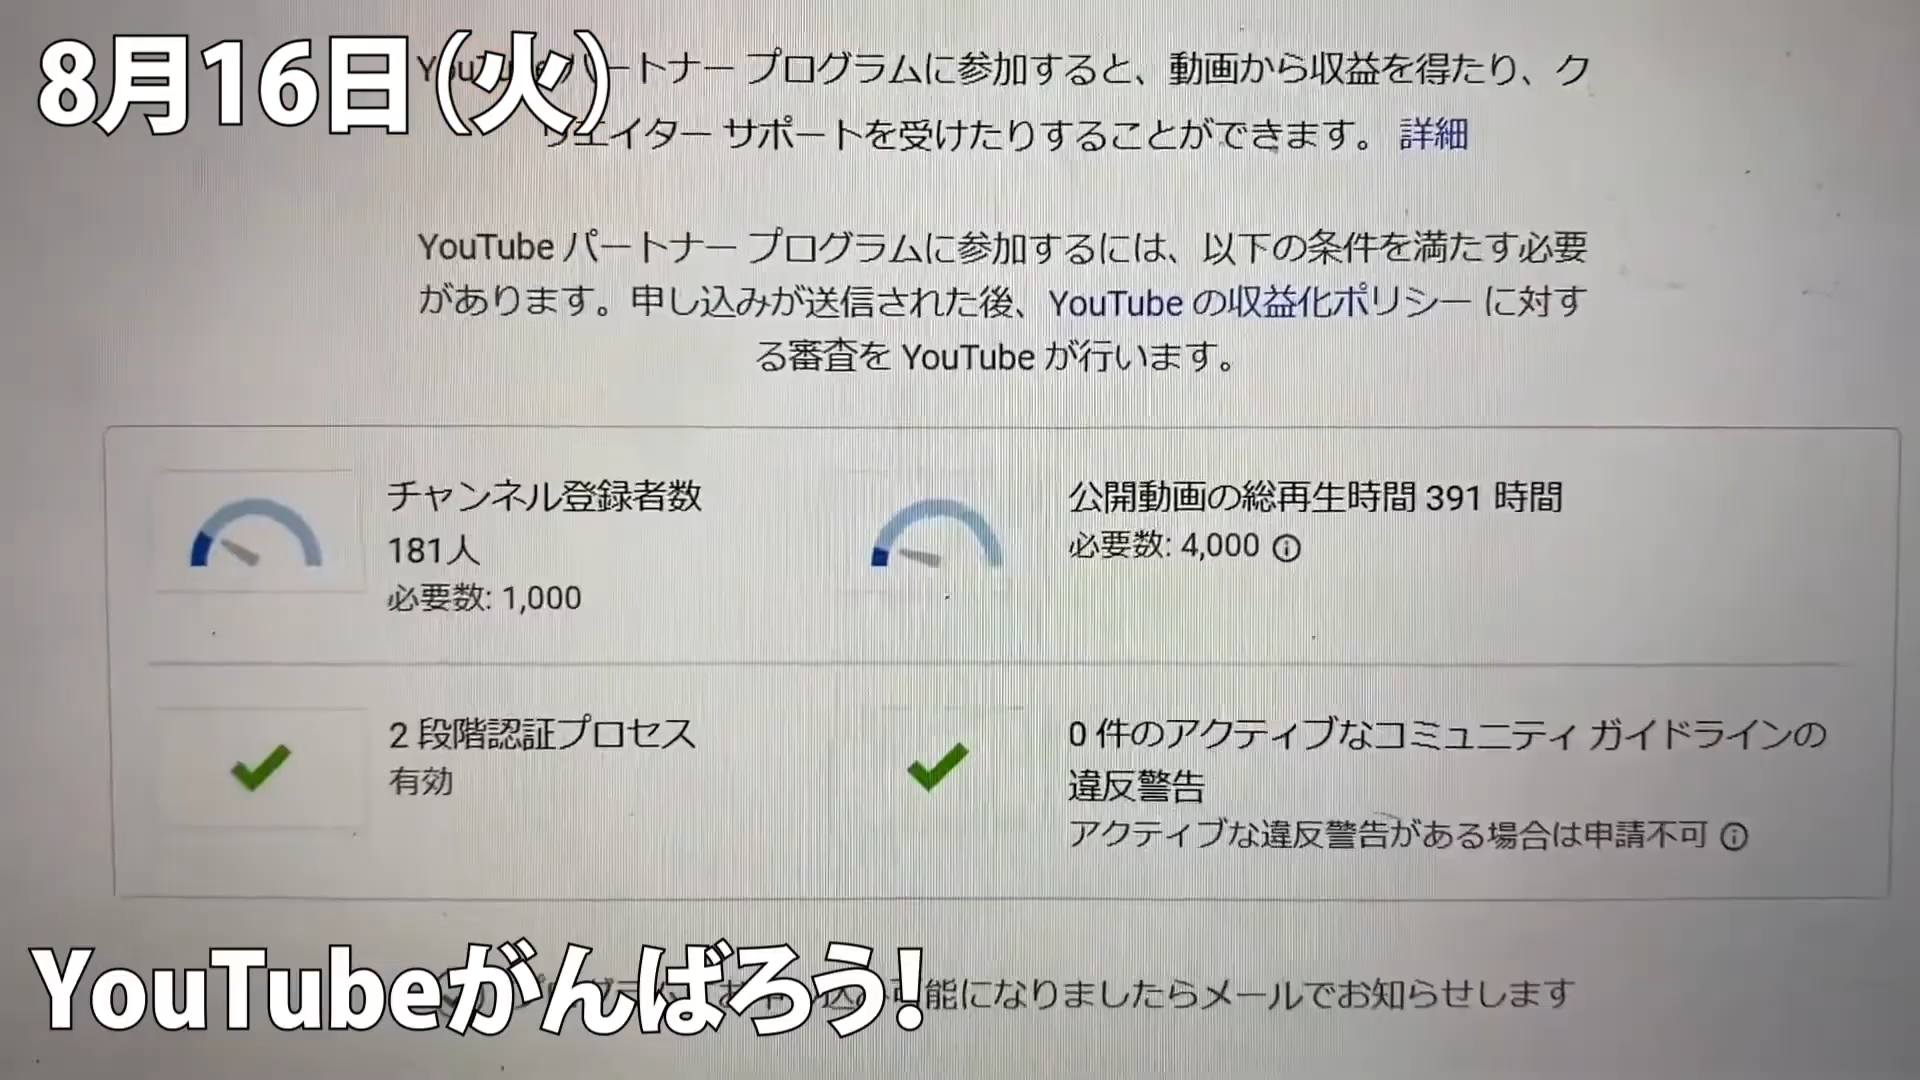 8月16日(火)
パートナー プログラムに参加すると、動画から収益を得たり、ク
リエイター サポートを受けたりすることができます。 詳細
YouTube パートナー プログラムに参加するには、以下の条件を満たす必要
があります。申し込みが送信された後、YouTube の収益化ポリシー に対す
る審査を YouTube が行います。
チャンネル登録者数
181人
必要数: 1,000
公開動画の総再生時間 391 時間
必要数: 4,000
2 段階認証プロセス
有効
0 件のアクティブなコミュニティ ガイドラインの
違反警告
アクティブな違反警告がある場合は申請不可
YouTubeがんばろう!
可能になりましたらメールでお知らせします